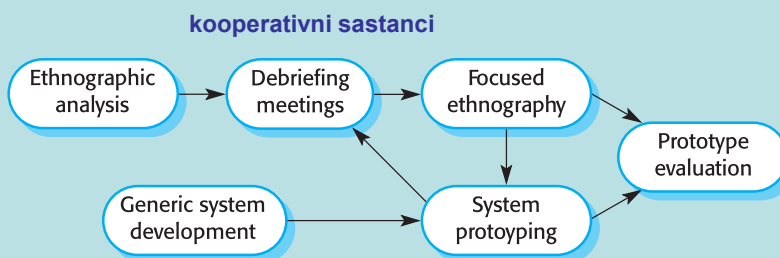 kooperativni sastanci
Ethnographic
analysis
Debriefing
meetings
Focused
ethnography
Prototype
evaluation
Generic system
development
System
protoyping